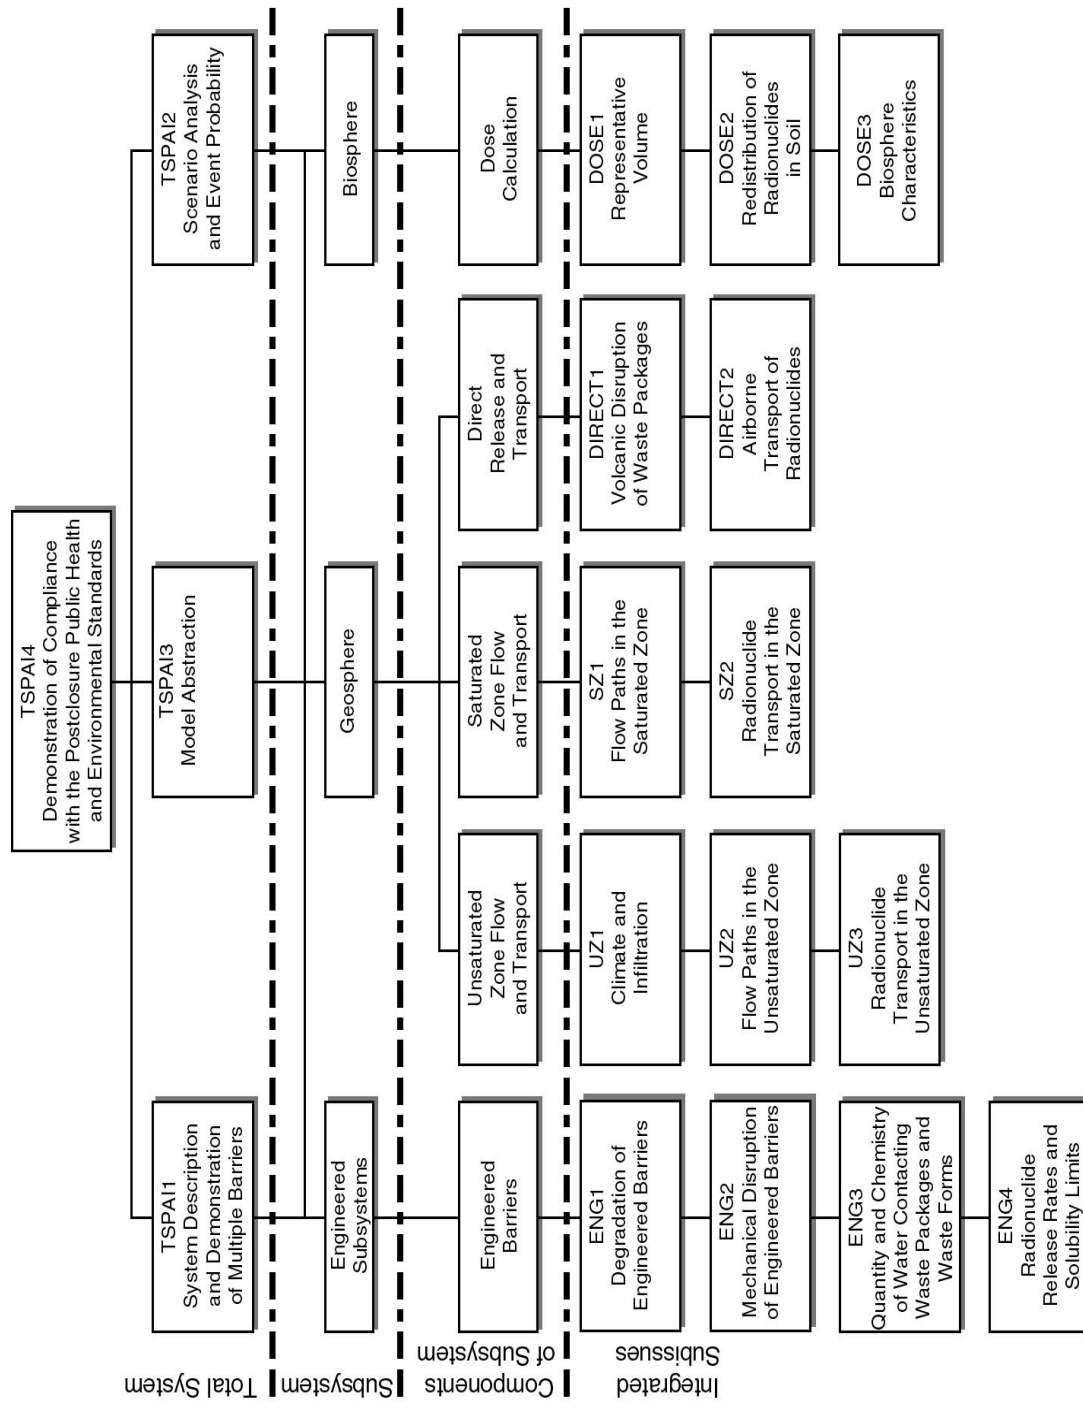 TSPAI4
Demonstration of Compliance
with the Postclosure Public Health
and Environmental Standards
Total System
TSPAI1
System Description
and Demonstration
of Multiple Barriers
TSPAI3
Model Abstraction
TSPAI2
Scenario Analysis
and Event Probability
Subsystem
Engineered
Subsystems
Geosphere
Biosphere
Components
of Subsystem
Engineered
Barriers
Unsaturated
Zone Flow
and Transport
Saturated
Zone Flow
and Transport
Direct
Release and
Transport
Dose
Calculation
Integrated
Subissues
ENG1
Degradation of
Engineered Barriers
ENG2
Mechanical Disruption
of Engineered Barriers
ENG3
Quantity and Chemistry
of Water Contacting
Waste Packages and
Waste Forms
ENG4
Radionuclide
Release Rates and
Solubility Limits
UZ1
Climate and
Infiltration
UZ2
Flow Paths in the
Unsaturated Zone
UZ3
Radionuclide
Transport in the
Unsaturated Zone
SZ1
Flow Paths in the
Saturated Zone
SZ2
Radionuclide
Transport in the
Saturated Zone
DIRECT1
Volcanic Disruption
of Waste Packages
DIRECT2
Airborne
Transport of
Radionuclides
DOSE1
Representative
Volume
DOSE2
Redistribution of
Radionuclides
in Soil
DOSE3
Biosphere
Characteristics